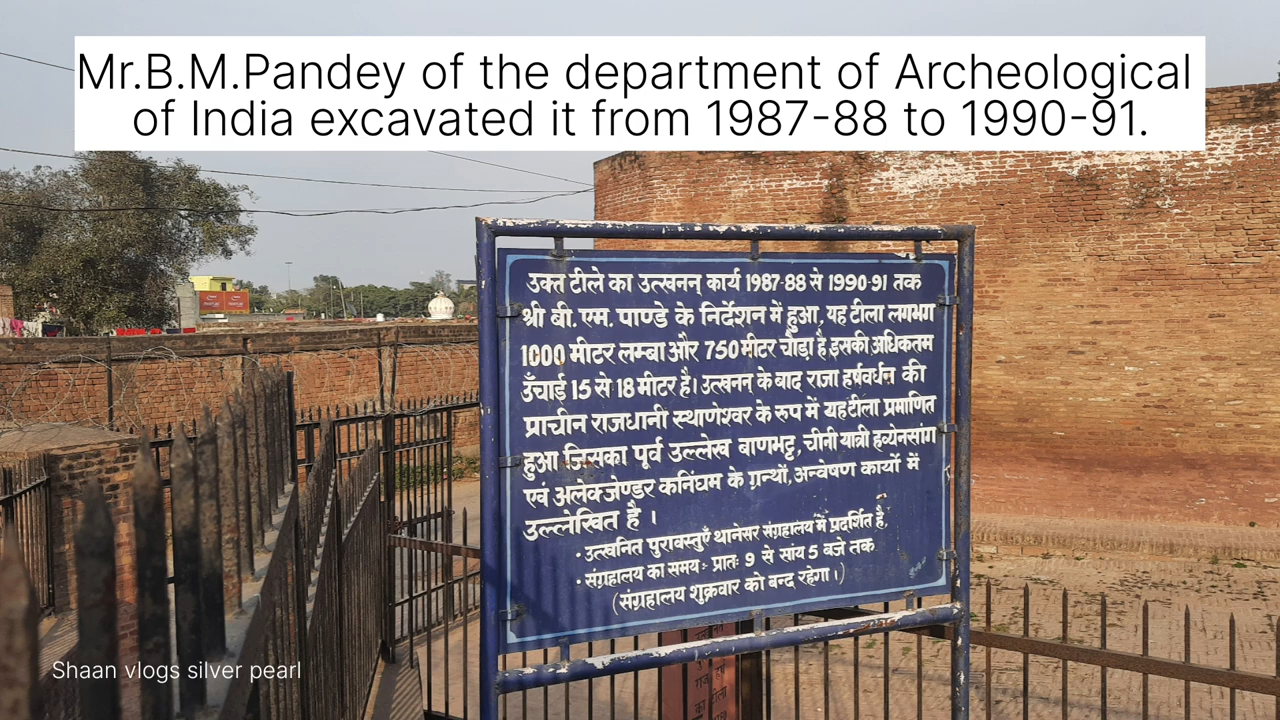 Mr.B.M.Pandey of the department of Archeological
of India excavated it from 1987-88 to 1990-91.
उक्त टीले का उत्खनन् कार्य 1987-88 से 1990-91 तक
श्री बी. एम. पाण्डे के निर्देशन में हुआ, यह टीला लगभग
1000 मीटर लम्बा और 750 मीटर चौड़ा है, इसकी अधिकतम
उँचाई 15 से 18 मीटर है। उत्खनन् के बाद राजा हर्षवर्धन की
प्राचीन राजधानी स्थाणेश्वर के रुप में यह टीला प्रमाणित
हुआ जिसका पूर्व उल्लेख बाणभट्ट, चीनी यात्री हव्येनसांग
एवं अलेक्जेण्डर कनिंघम के ग्रन्थों, अन्वेषण कार्यो में
उल्लेखित है ।
• उत्खनित पुरावस्तुएँ थानेसर संग्रहालय में प्रदर्शित है,
• संग्रहालय का समय :- प्रातः 9 से सांय 5 बजे तक
(संग्रहालय शुक्रवार को बन्द रहेगा।)
Shaan vlogs silver pearl